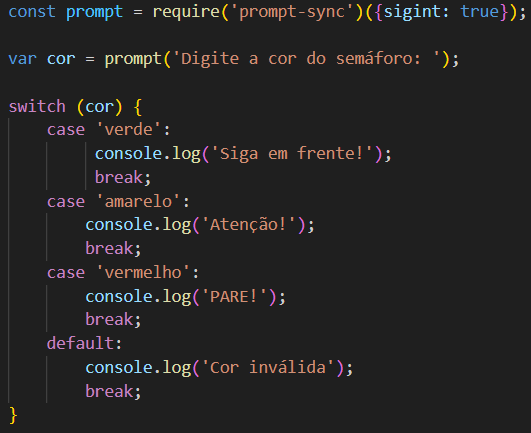 const prompt = require('prompt-sync')({sigint: true});
var cor = prompt('Digite a cor do semáforo: ');
switch (cor) {
    case 'verde':
         console.log('Siga em frente!');
         break;
    case 'amarelo':
        console.log('Atenção!');
        break;
    case 'vermelho':
        console.log('PARE!');
        break;
    default:
        console.log('Cor inválida');
        break;
}